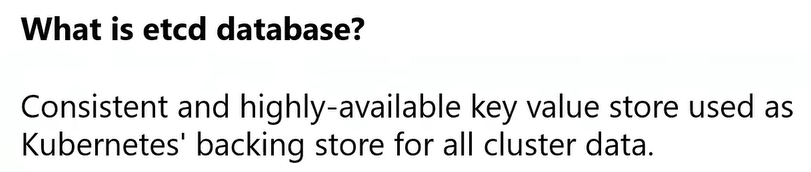 What is etcd database?
Consistent and highly-available key value store used as
Kubernetes' backing store for all cluster data.